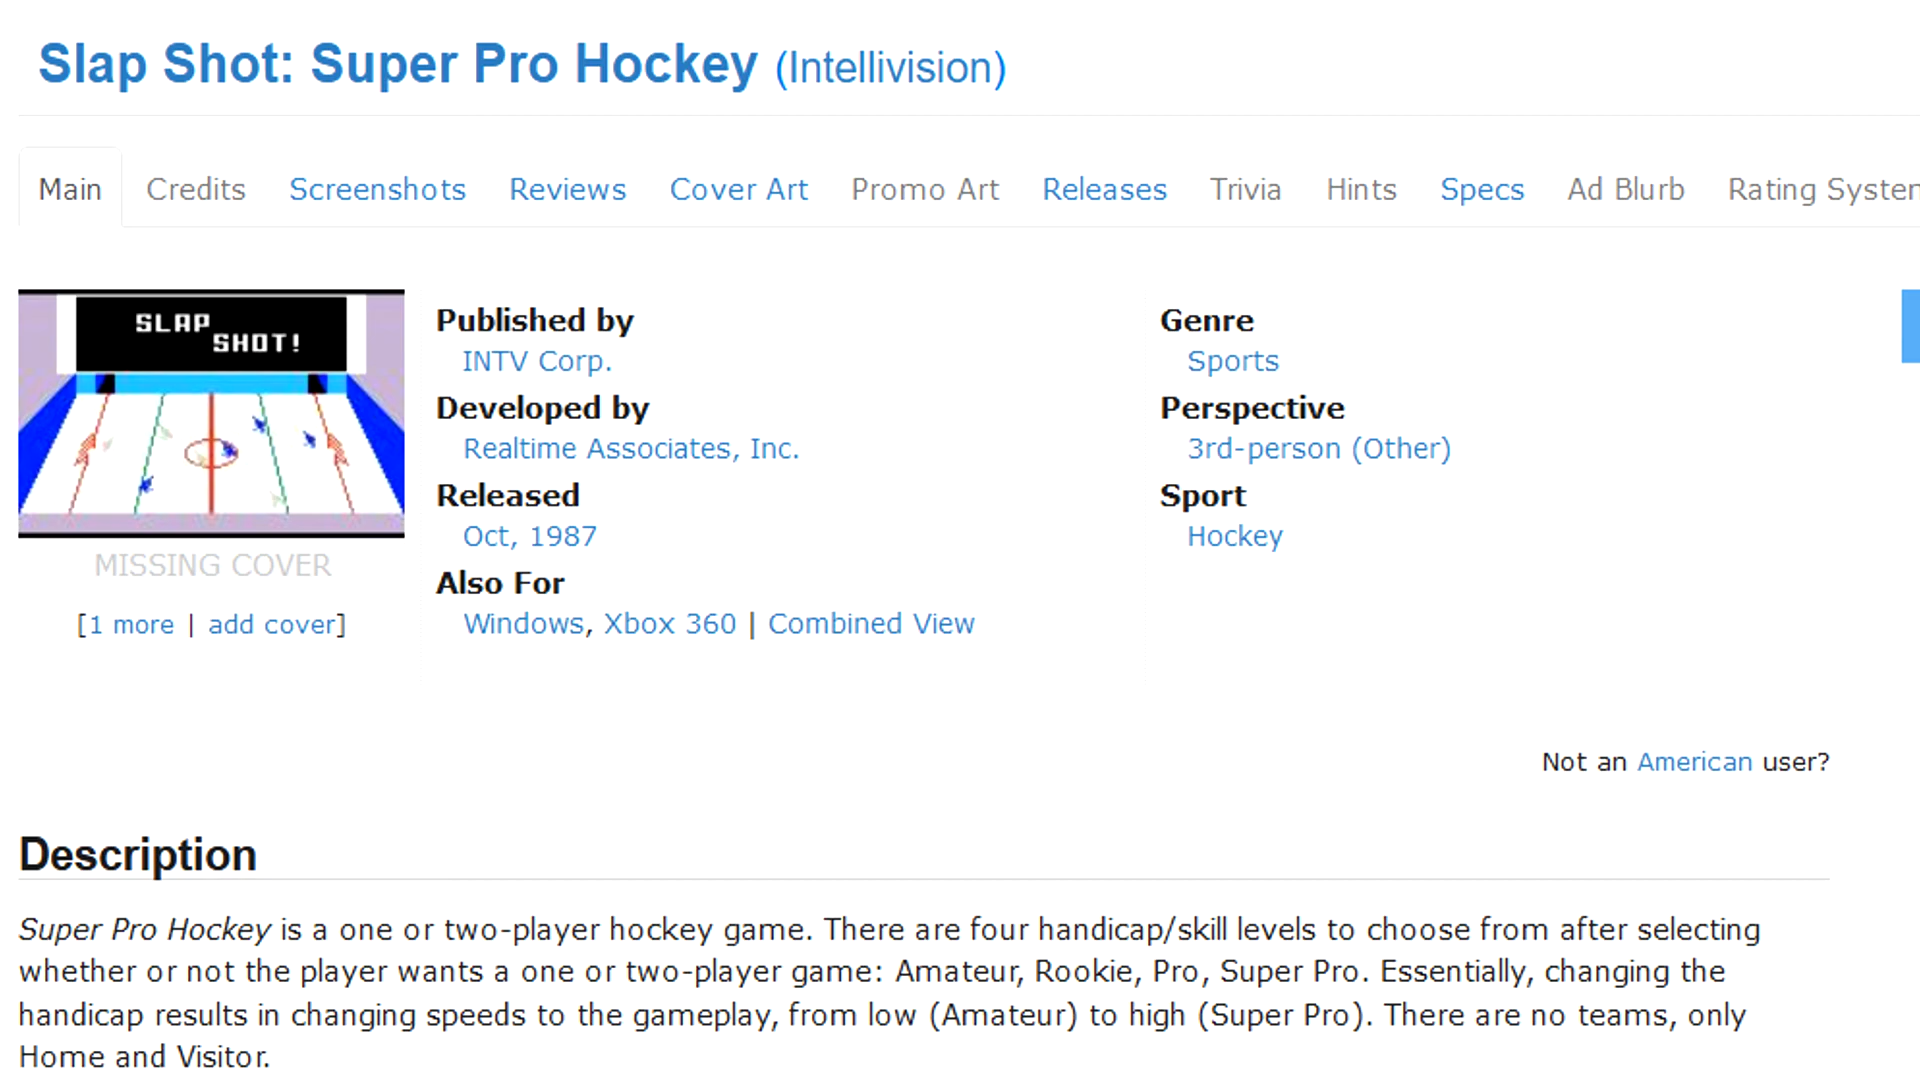 Slap Shot: Super Pro Hockey (Intellivision)
Main Credits Screenshots Reviews Cover Art Promo Art Releases Trivia Hints Specs Ad Blurb Rating System
SLAP
SHOT!
MISSING COVER
[1 more | add cover]
Published by
INTV Corp.
Developed by
Realtime Associates, Inc.
Released
Oct, 1987
Also For
Windows, Xbox 360 | Combined View
Genre
Sports
Perspective
3rd-person (Other)
Sport
Hockey
Not an American user?
Description
Super Pro Hockey is a one or two-player hockey game. There are four handicap/skill levels to choose from after selecting
whether or not the player wants a one or two-player game: Amateur, Rookie, Pro, Super Pro. Essentially, changing the
handicap results in changing speeds to the gameplay, from low (Amateur) to high (Super Pro). There are no teams, only
Home and Visitor.